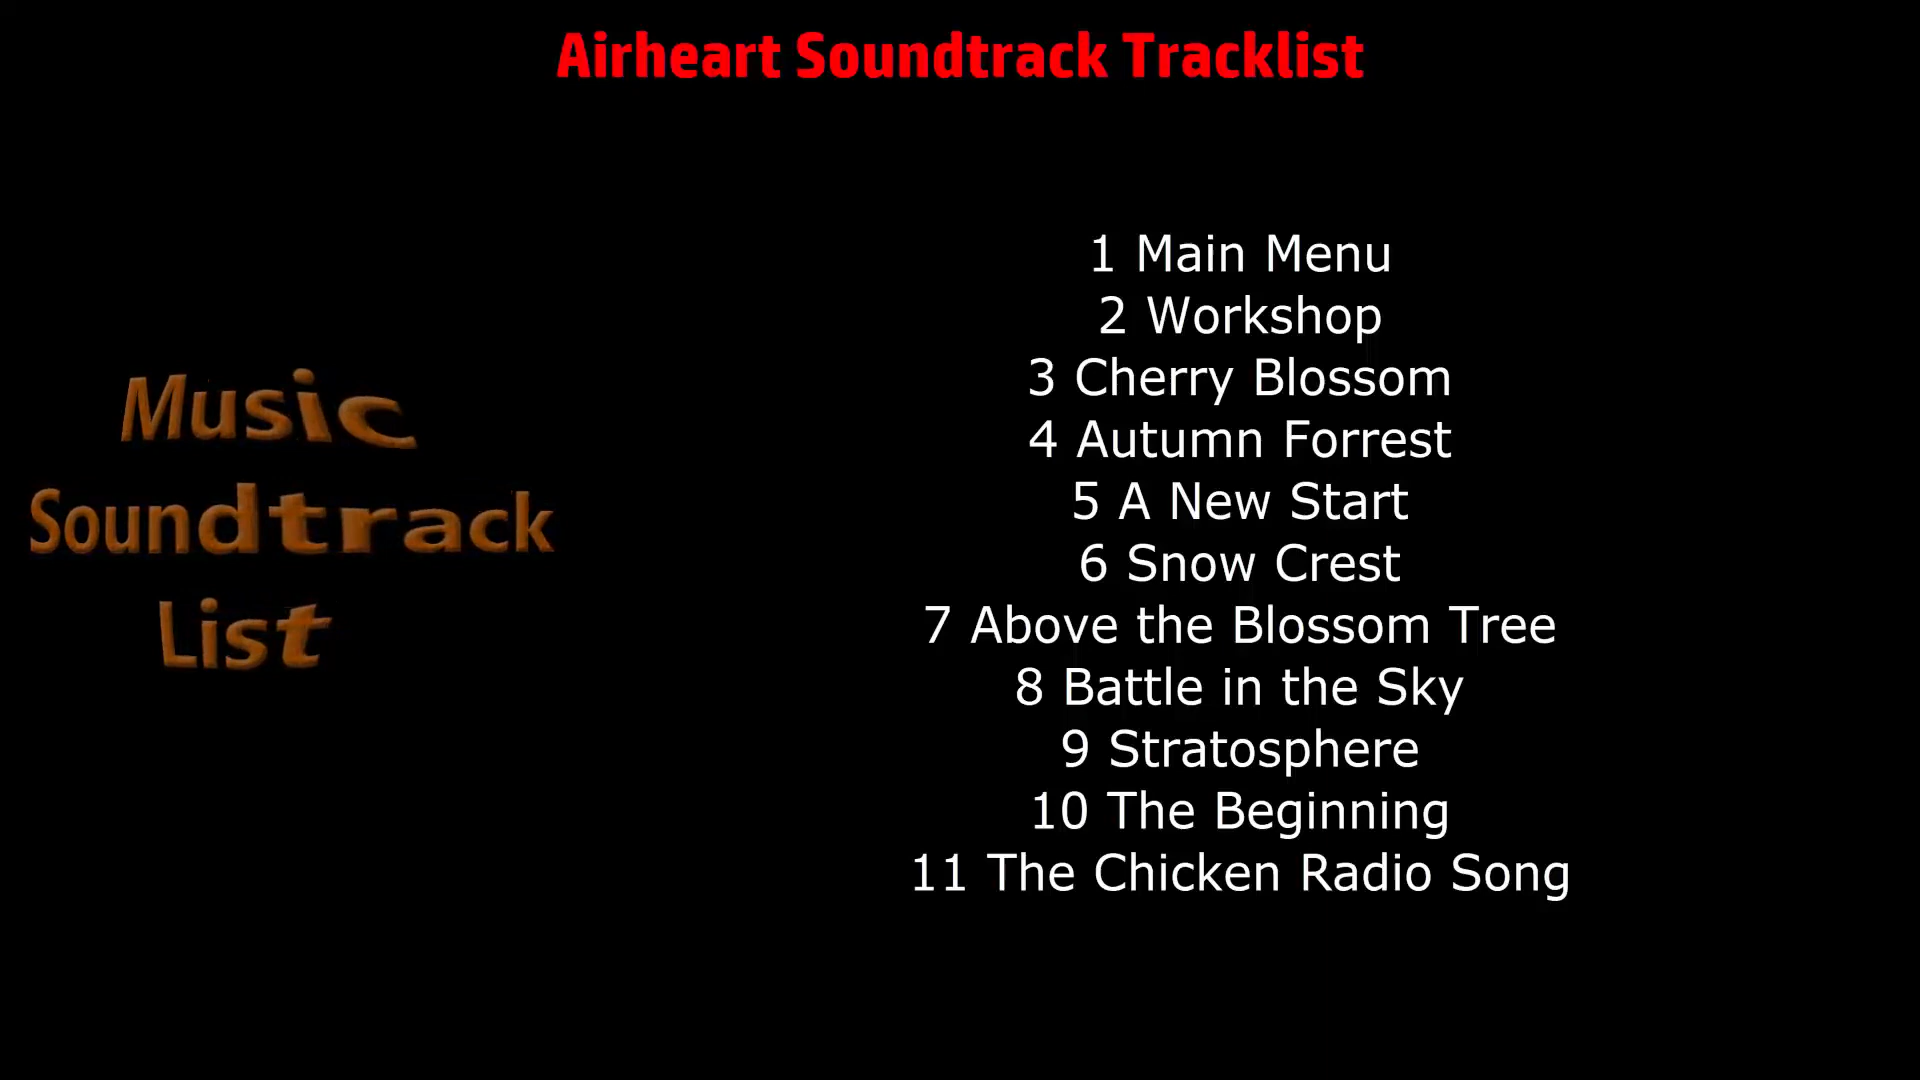 Airheart Soundtrack Tracklist
Music
Soundtrack
List
1 Main Menu
2 Workshop
3 Cherry Blossom
4 Autumn Forrest
5 A New Start
6 Snow Crest
7 Above the Blossom Tree
8 Battle in the Sky
9 Stratosphere
10 The Beginning
11 The Chicken Radio Song